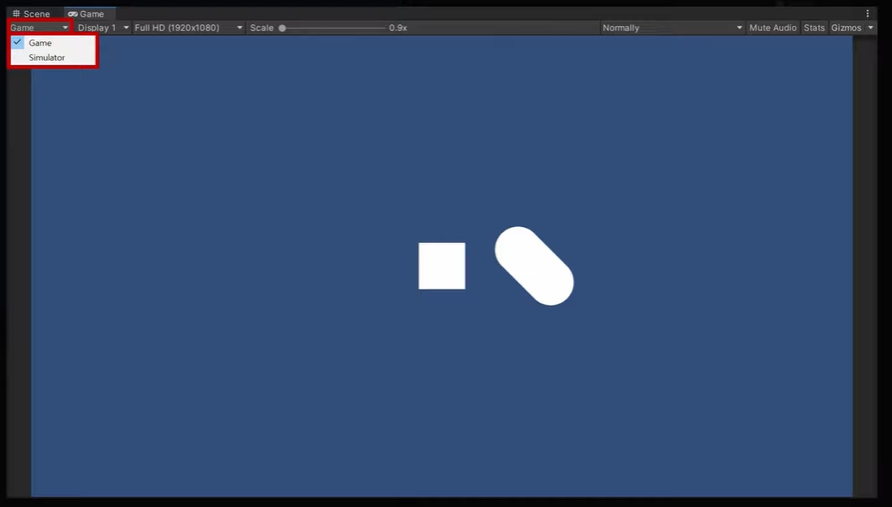 Scene Game
Game Display 1 Full HD (1920x1080) Scale 0.9x Normally Mute Audio Stats Gizmos
Game
Simulator